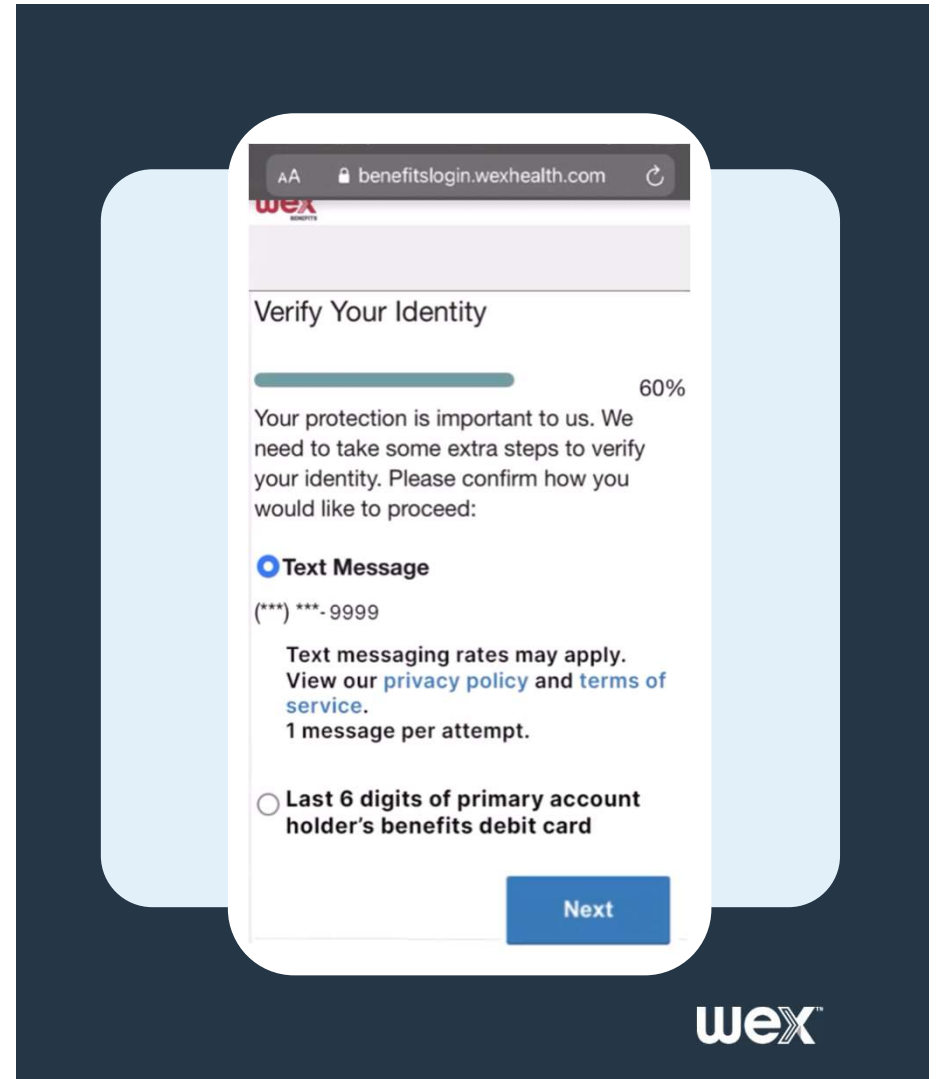 AA benefitslogin.wexhealth.com
wex
BENEFITS
Verify Your Identity
60%
Your protection is important to us. We
need to take some extra steps to verify
your identity. Please confirm how you
would like to proceed:
Text Message
(***) ***-9999
Text messaging rates may apply.
View our privacy policy and terms of
service.
1 message per attempt.
Last 6 digits of primary account
holder's benefits debit card
Next
wex™